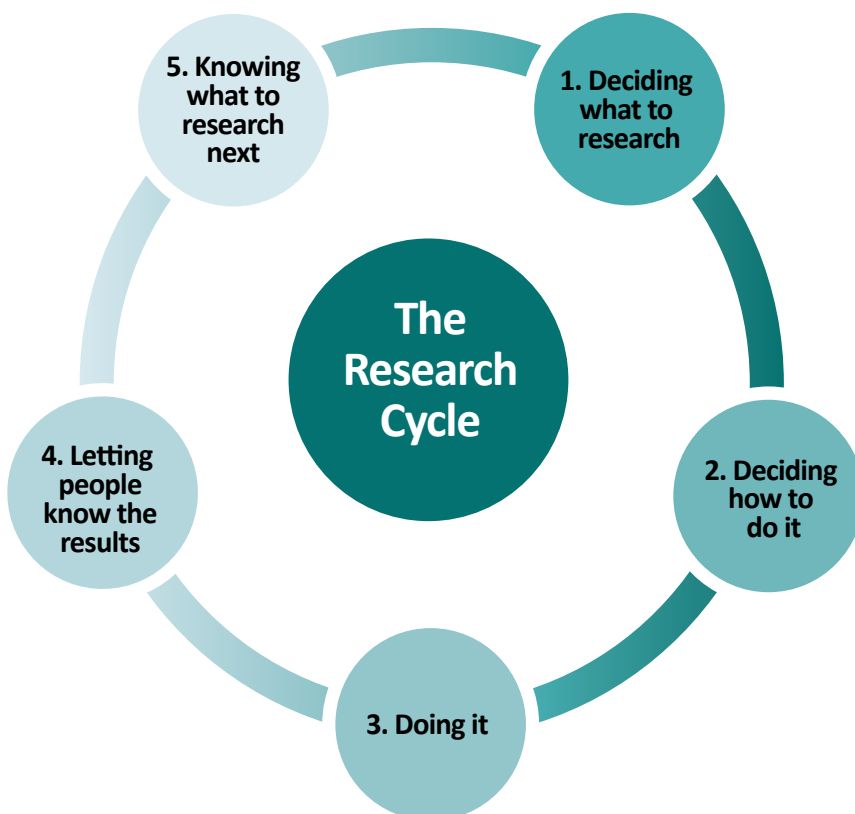 The
Research
Cycle
1. Deciding
what to
research
2. Deciding
how to
do it
3. Doing it
4. Letting
people
know the
results
5. Knowing
what to
research
next